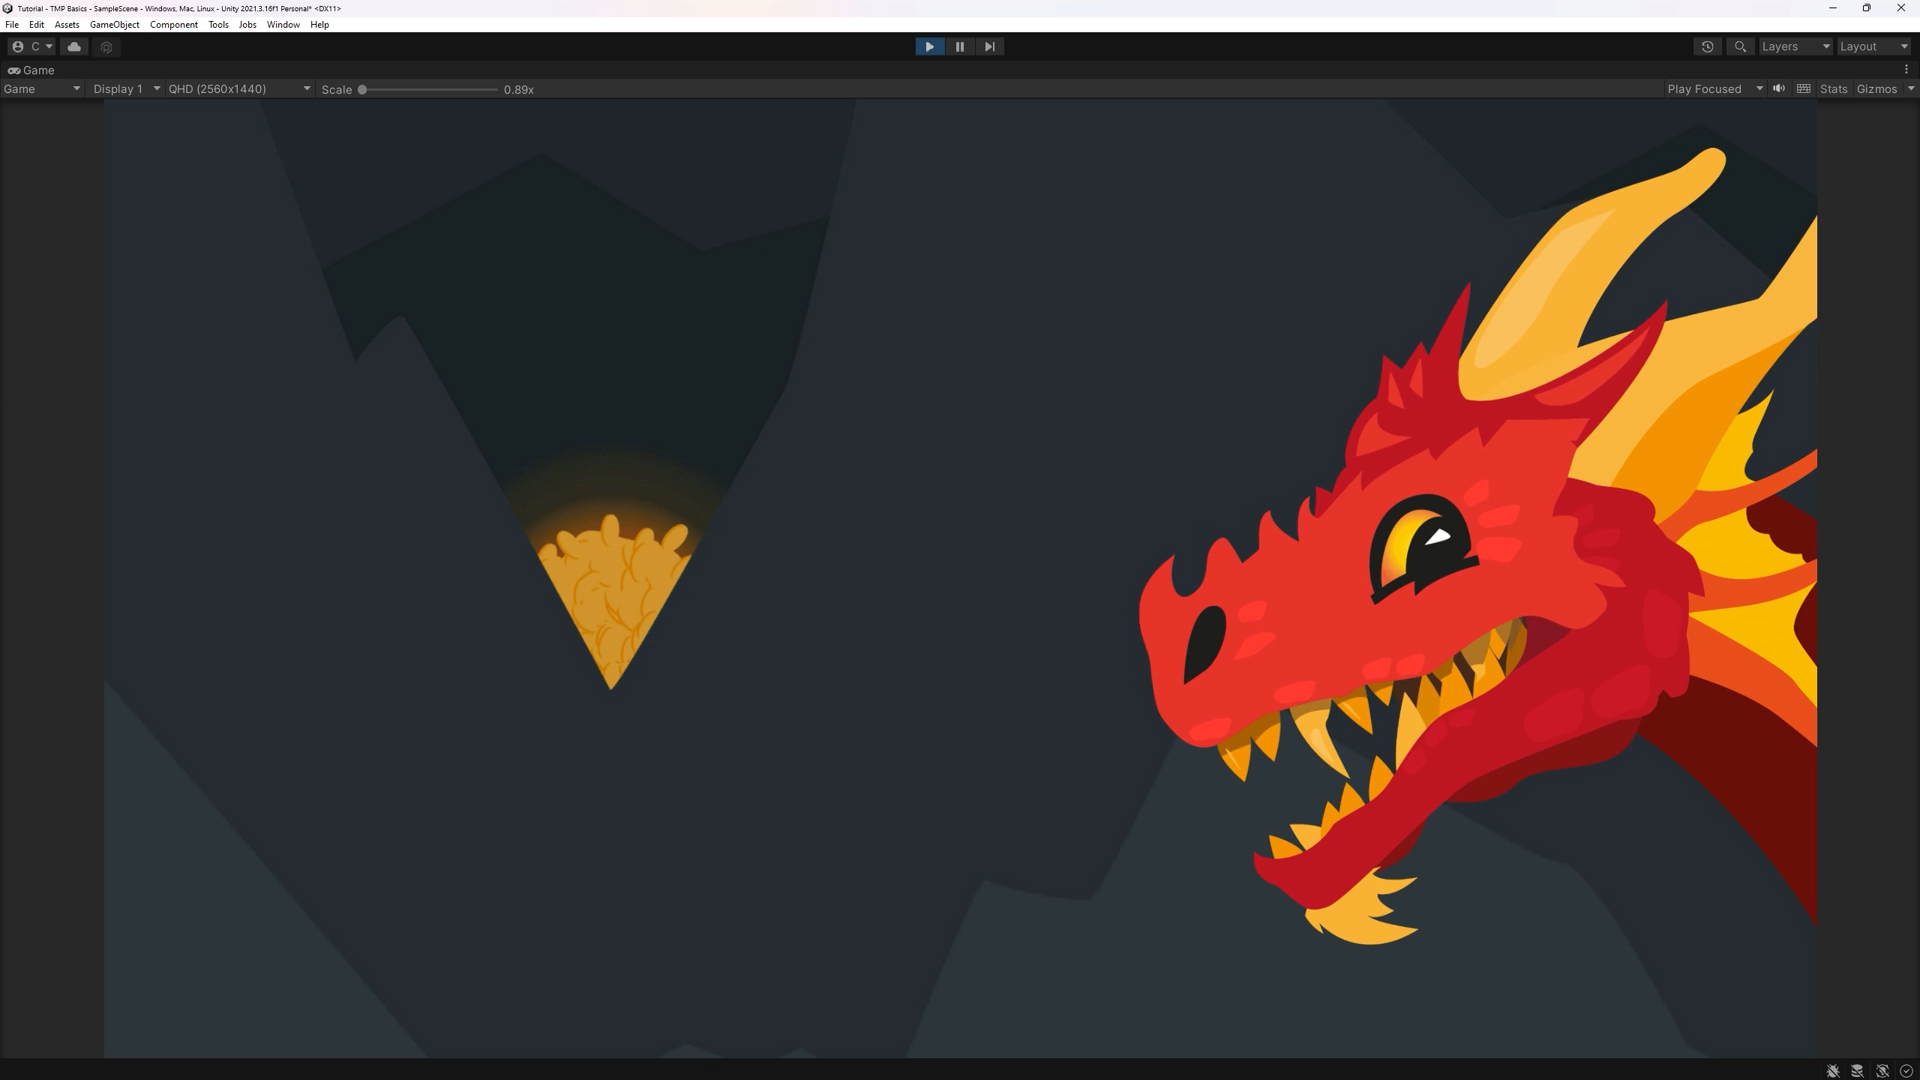 Tutorial - TMP Basics - SampleScene - Windows, Mac, Linux - Unity 2021.3.16f1 Personal* <DX11>
File Edit Assets GameObject Component Tools Jobs Window Help
C Layers Layout
Game
Game Display 1 QHD (2560x1440) Scale 0.89x Play Focused Stats Gizmos